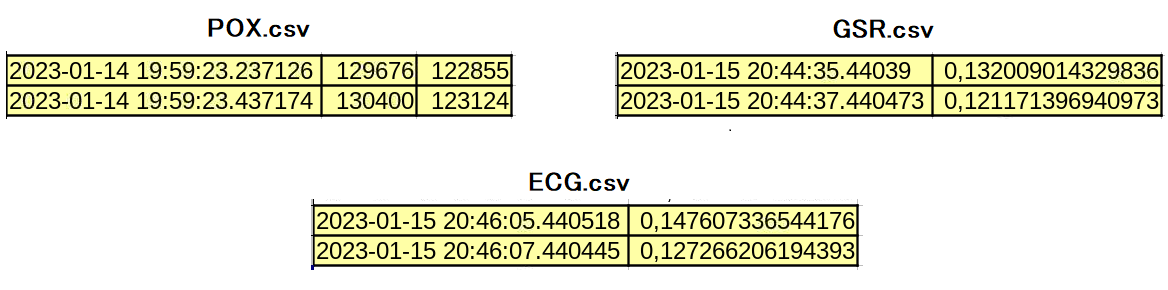 POX.csv
2023-01-14 19:59:23.237126 129676 122855
2023-01-14 19:59:23.437174 130400 123124
GSR.csv
2023-01-15 20:44:35.44039 0,132009014329836
2023-01-15 20:44:37.440473 0,121171396940973
ECG.csv
2023-01-15 20:46:05.440518 0,147607336544176
2023-01-15 20:46:07.440445 0,127266206194393